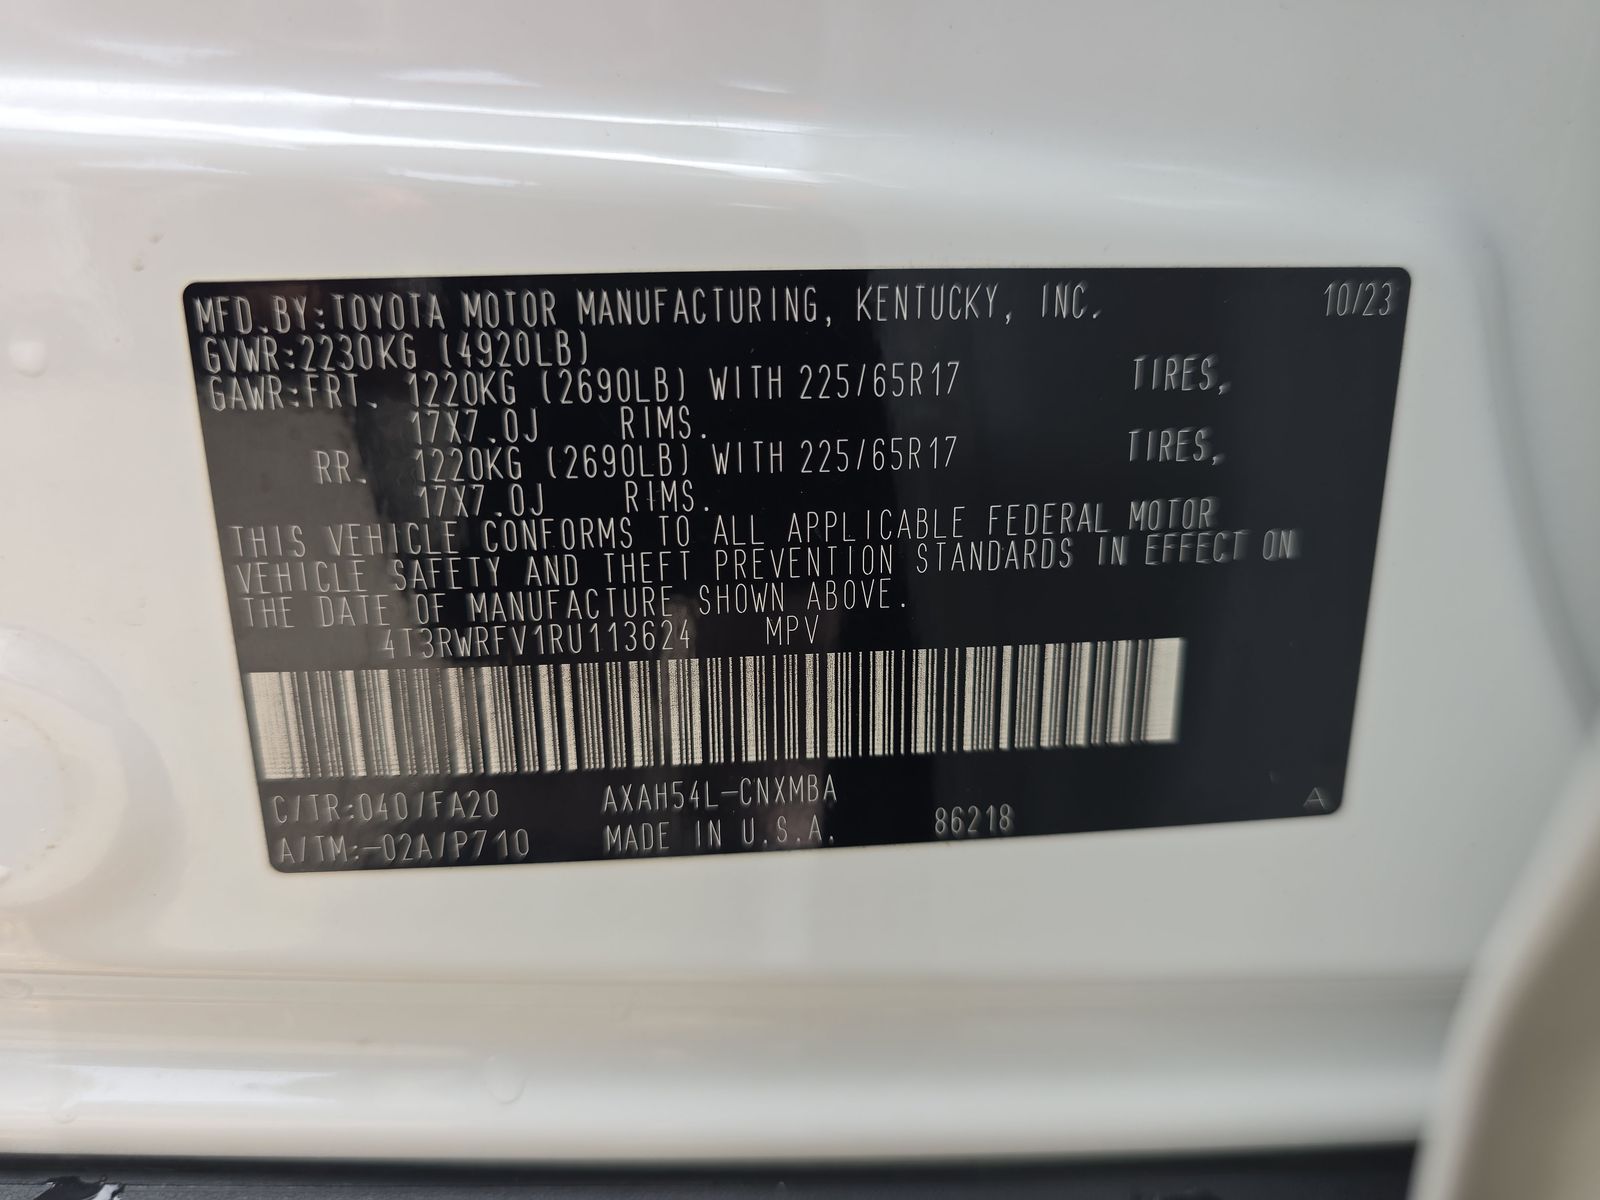 MFD.BY:TOYOTA MOTOR MANUFACTURING, KENTUCKY, INC. 10/23
GVWR:2230KG (4920LB)
GAWR:FRT. 1220KG (2690LB) WITH 225/65R17 TIRES,
17X7.0J RIMS.
RR. 1220KG (2690LB) WITH 225/65R17 TIRES,
17X7.0J RIMS.
THIS VEHICLE CONFORMS TO ALL APPLICABLE FEDERAL MOTOR
VEHICLE SAFETY AND THEFT PREVENTION STANDARDS IN EFFECT ON
THE DATE OF MANUFACTURE SHOWN ABOVE.
4T3RWRFV1RU113624 MPV
C/TR:040/FA20 AXAH54L-CNXMBA
A/TM:-02A/P710 MADE IN U.S.A. 86218 A